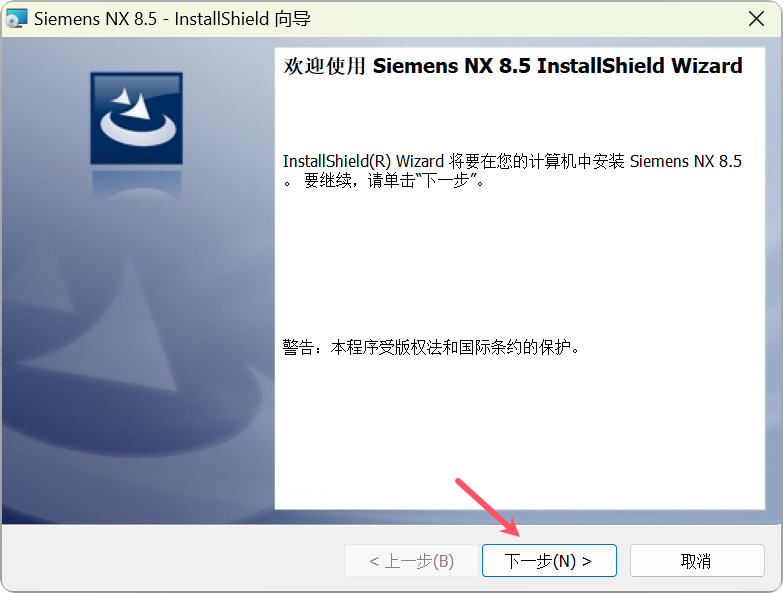 Siemens NX 8.5 - InstallShield 向导
欢迎使用 Siemens NX 8.5 InstallShield Wizard
InstallShield(R) Wizard 将要在您的计算机中安装 Siemens NX 8.5
。 要继续，请单击“下一步”。
警告：本程序受版权法和国际条约的保护。
< 上一步(B)
下一步(N) >
取消